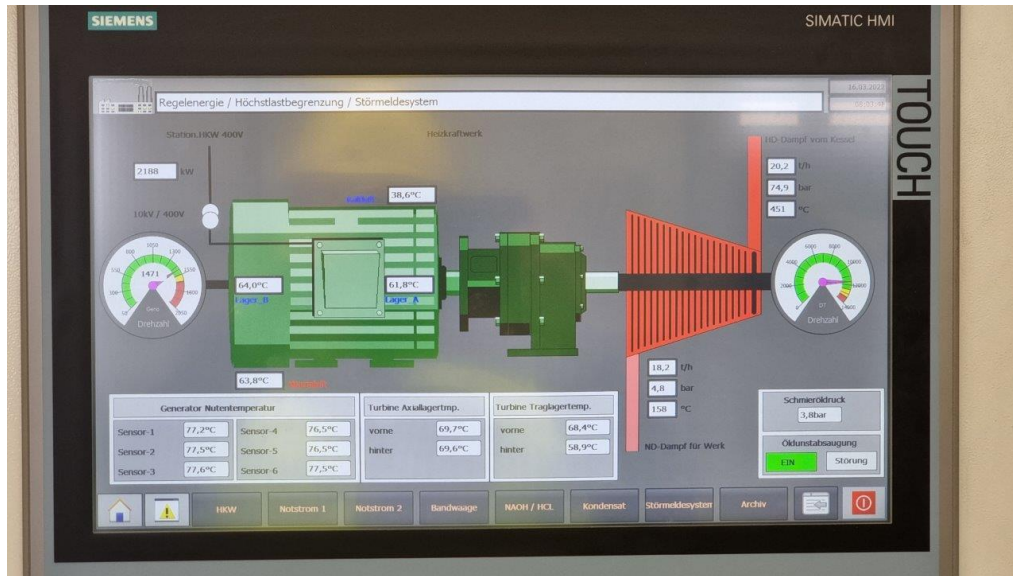 SIEMENS
SIMATIC HMI
TOUCH
Regelenergie / Höchstlastbegrenzung / Störmeldesystem
Station HKW 400V
Heizkraftwerk
HD-Dampf vom Kessel
2188 kW
20,2 t/h
74,9 bar
451 °C
10kV / 400V
Kaltluft
38,6°C
1471
Drehzahl
64,0°C
Lager_B
61,8°C
Lager_A
DT
Drehzahl
63,8°C
18,2 t/h
4,8 bar
158 °C
ND-Dampf für Werk
Generator Nutentemperatur
Sensor-1 77,2°C Sensor-4 76,5°C
Sensor-2 77,5°C Sensor-5 76,5°C
Sensor-3 77,6°C Sensor-6 77,5°C
Turbine Axiallagertmp.
vorne 69,7°C
hinter 69,6°C
Turbine Traglagertemp.
vorne 68,4°C
hinter 58,9°C
Schmieröldruck
3,8bar
Öldunstabsaugung
EIN Störung
HKW Notstrom 1 Notstrom 2 Bandwaage NAOH / HCL Kondensat Störmeldesystem Archiv